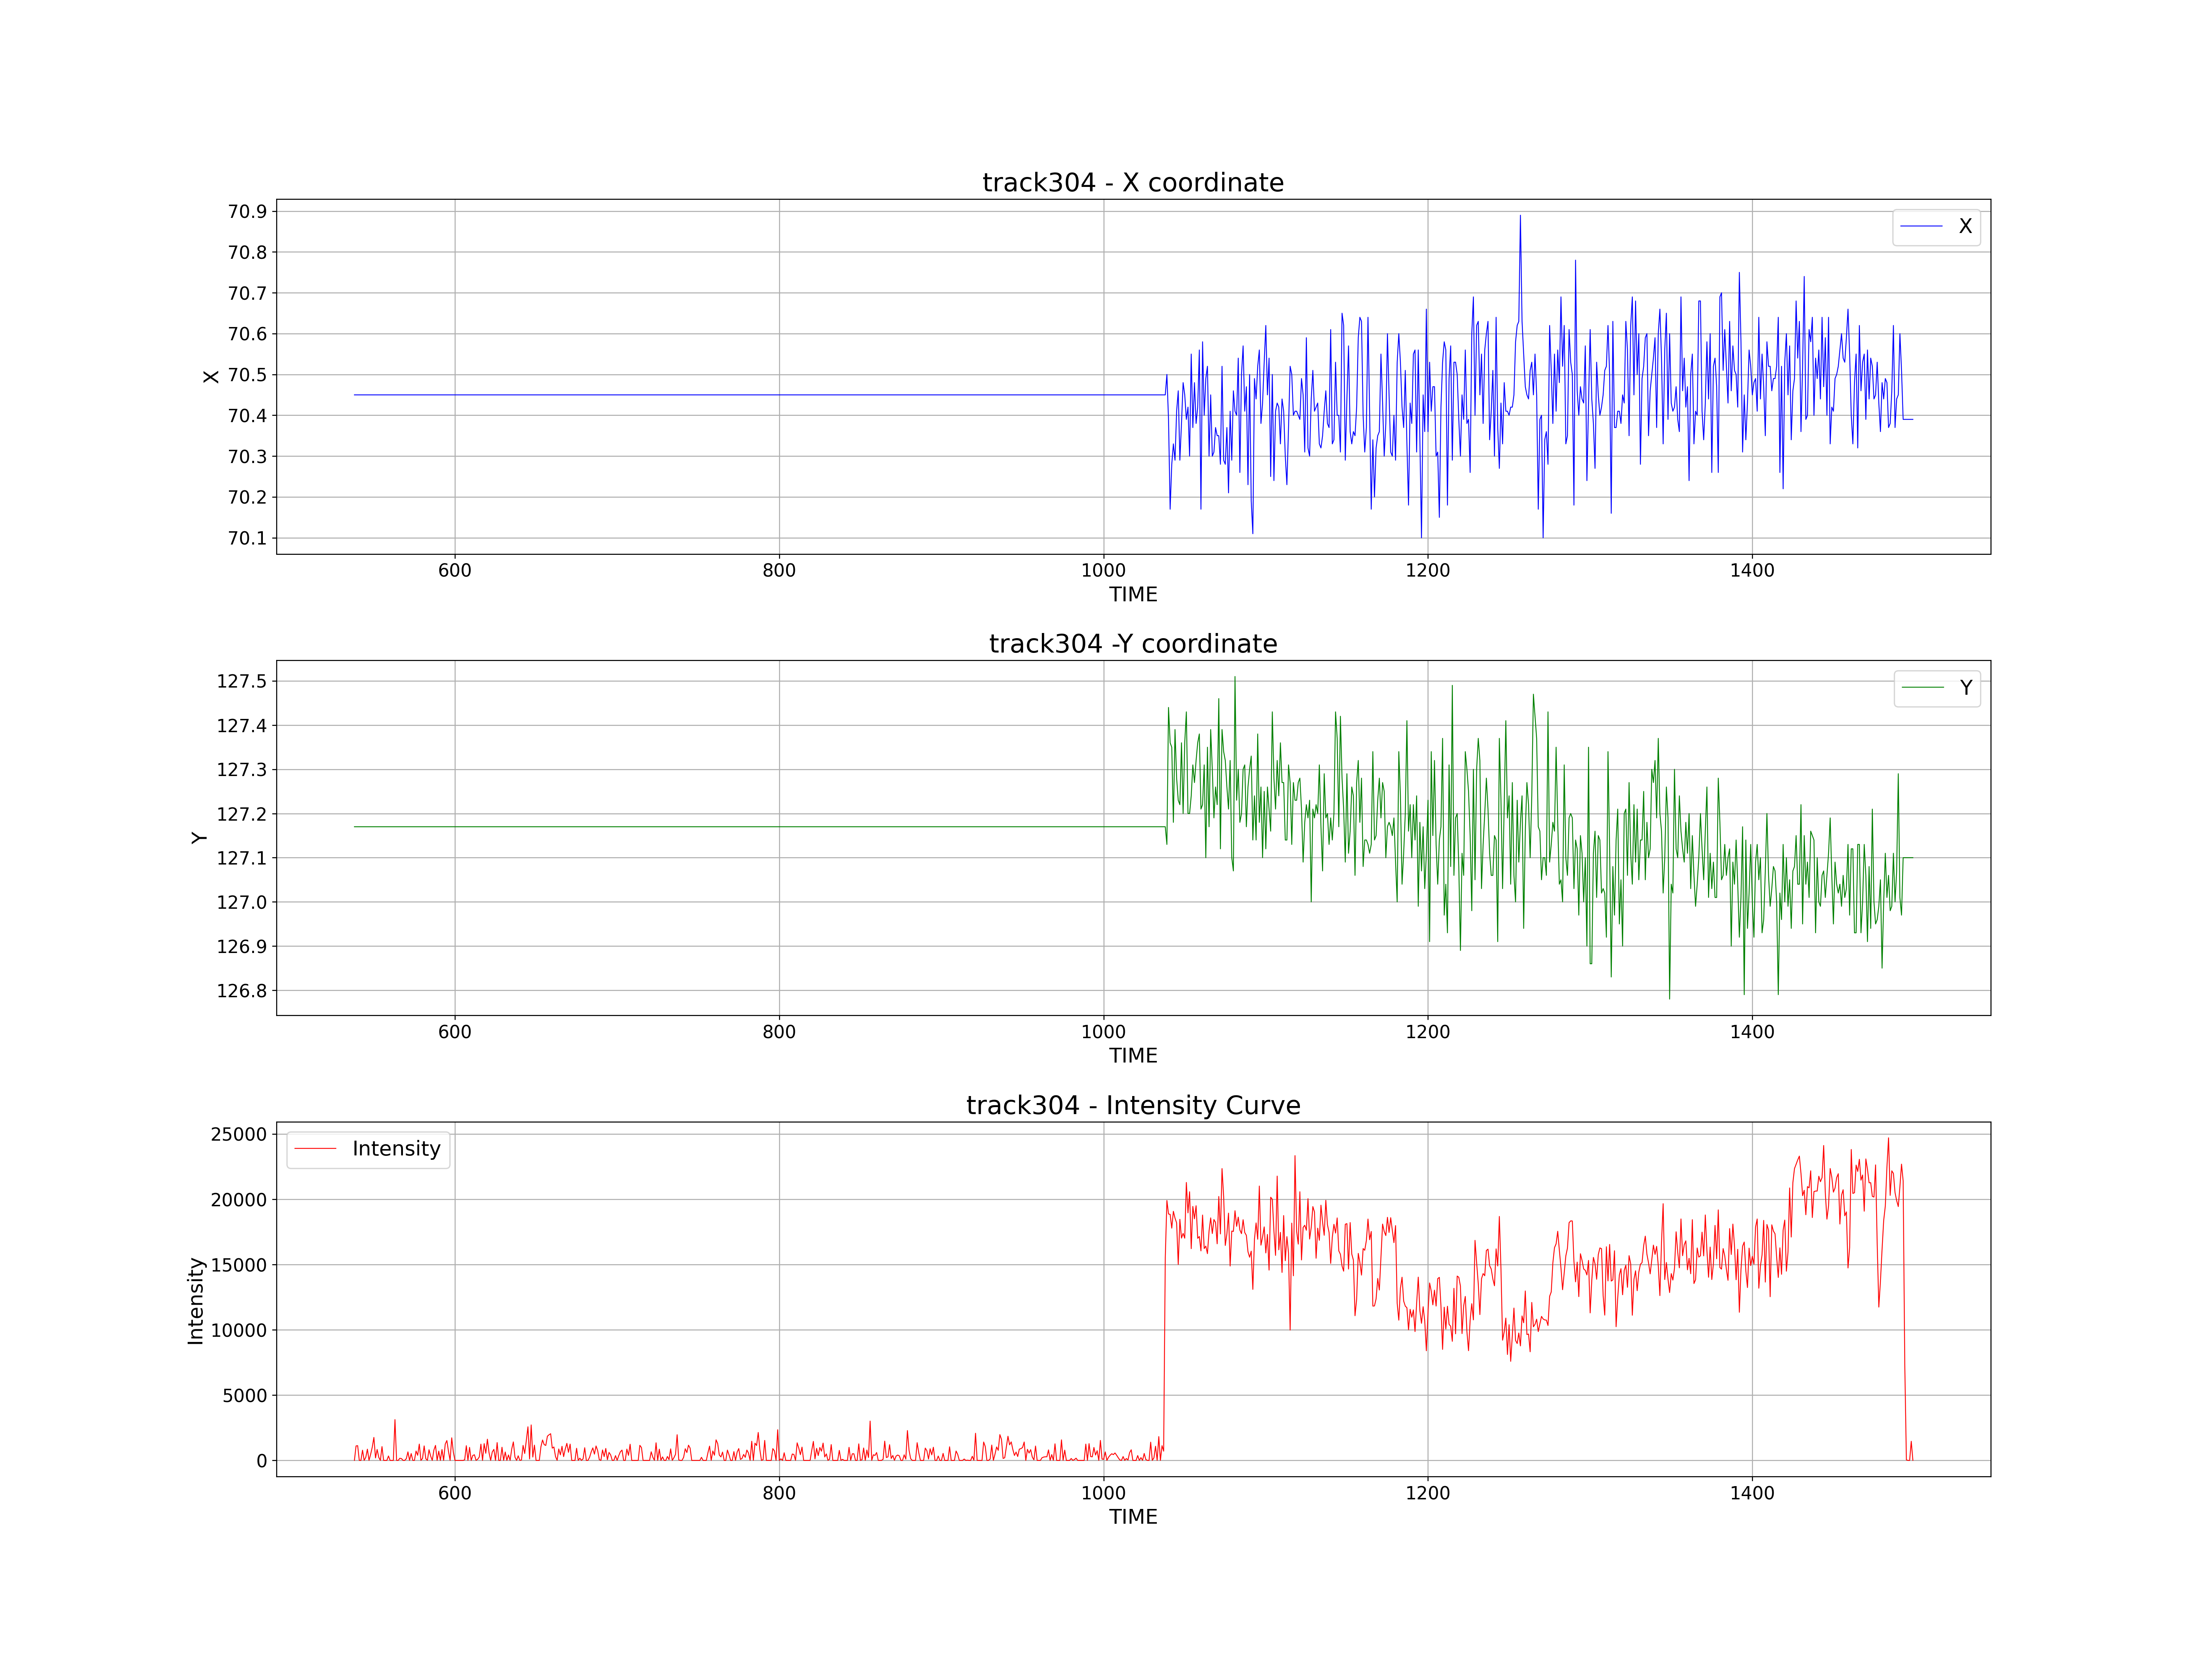 track304 - X coordinate
70.9
70.8
70.7
70.6
70.5
70.4
70.3
70.2
70.1
X
X
600 800 1000 1200 1400
TIME
track304 -Y coordinate
127.5
127.4
127.3
127.2
127.1
127.0
126.9
126.8
Y
Y
600 800 1000 1200 1400
TIME
track304 - Intensity Curve
25000
20000
15000
10000
5000
0
Intensity
Intensity
600 800 1000 1200 1400
TIME